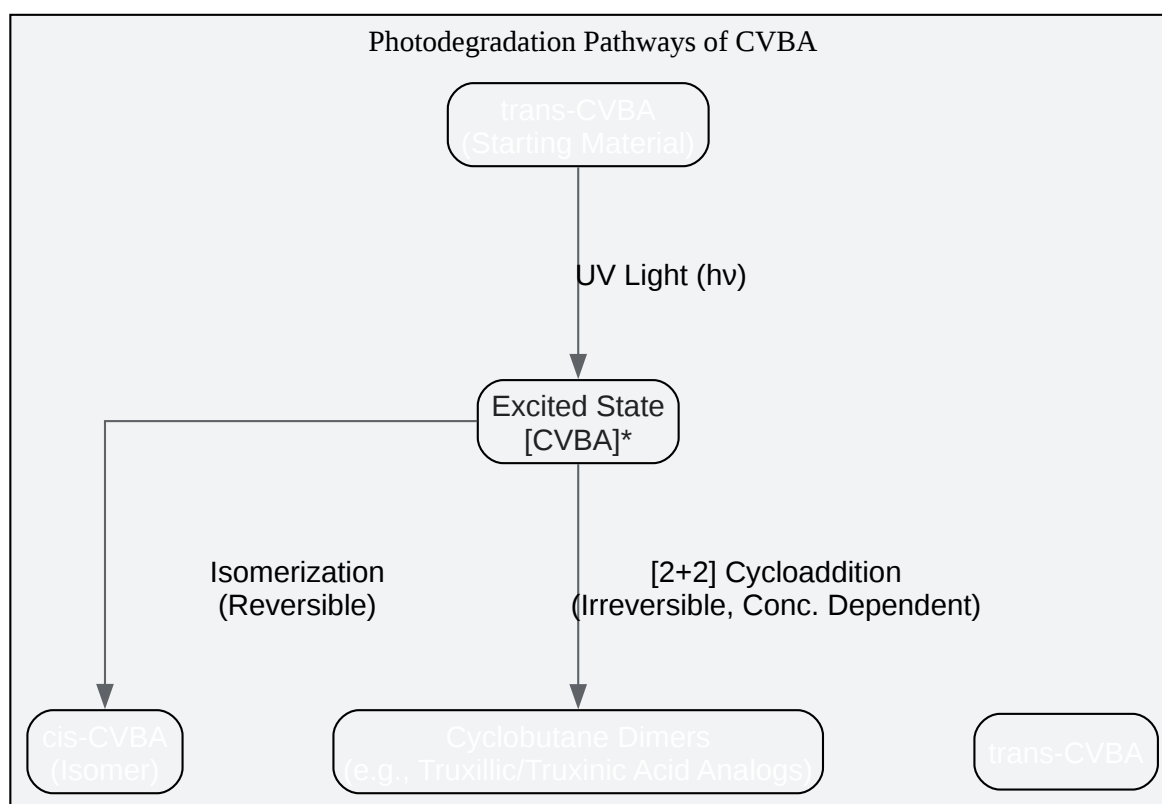 Photodegradation Pathways of CVBA
trans-CVBA
(Starting Material)
UV Light (hν)
Excited State
[CVBA]*
Isomerization
(Reversible)
[2+2] Cycloaddition
(Irreversible, Conc. Dependent)
cis-CVBA
(Isomer)
Cyclobutane Dimers
(e.g., Truxillic/Truxinic Acid Analogs)
trans-CVBA